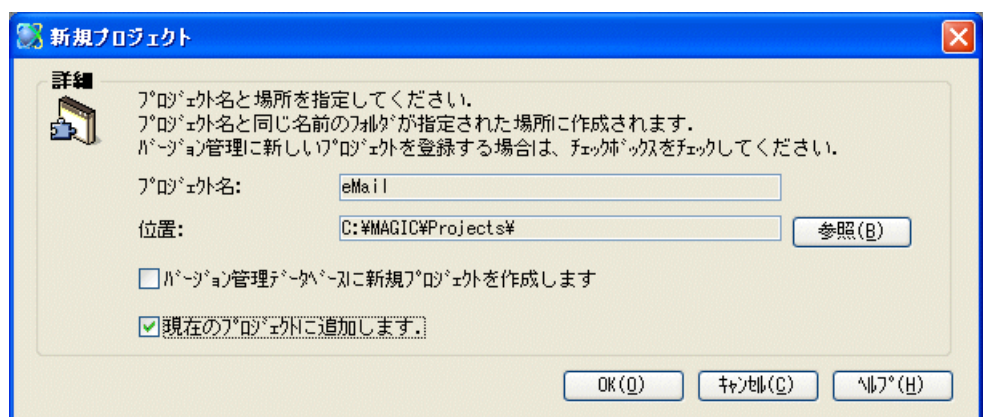 新規プロジェクト
詳細
ﾌﾟﾛｼﾞｪｸﾄ名と場所を指定してください.
ﾌﾟﾛｼﾞｪｸﾄ名と同じ名前のﾌｫﾙﾀﾞが指定された場所に作成されます.
ﾊﾞｰｼﾞｮﾝ管理に新しいﾌﾟﾛｼﾞｪｸﾄを登録する場合は、ﾁｪｯｸﾎﾞｯｸｽをﾁｪｯｸしてください.
ﾌﾟﾛｼﾞｪｸﾄ名: eMail
位置: C:¥MAGIC¥Projects¥ 参照(B)
ﾊﾞｰｼﾞｮﾝ管理ﾃﾞｰﾀﾍﾞｰｽに新規ﾌﾟﾛｼﾞｪｸﾄを作成します
現在のﾌﾟﾛｼﾞｪｸﾄに追加します.
OK(O) ｷｬﾝｾﾙ(C) ﾍﾙﾌﾟ(H)